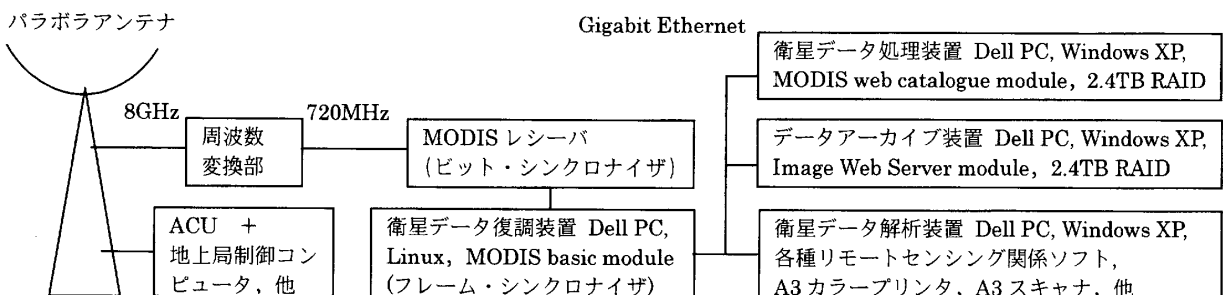 パラボラアンテナ
Gigabit Ethernet
8GHz
周波数
変換部
720MHz
MODIS レシーバ
(ビット・シンクロナイザ)
ACU +
地上局制御コン
ピュータ, 他
衛星データ復調装置 Dell PC,
Linux, MODIS basic module
(フレーム・シンクロナイザ)
衛星データ処理装置 Dell PC, Windows XP,
MODIS web catalogue module, 2.4TB RAID
データアーカイブ装置 Dell PC, Windows XP,
Image Web Server module, 2.4TB RAID
衛星データ解析装置 Dell PC, Windows XP,
各種リモートセンシング関係ソフト,
A3 カラープリンタ, A3 スキャナ, 他